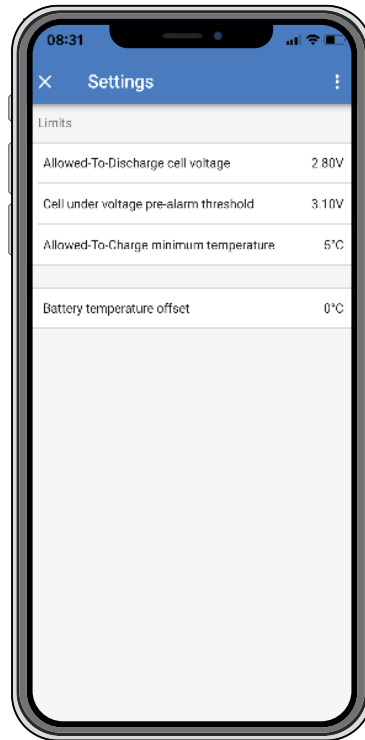 08:31
Settings
Limits
Allowed-To-Discharge cell voltage 2.80V
Cell under voltage pre-alarm threshold 3.10V
Allowed-To-Charge minimum temperature 5°C
Battery temperature offset 0°C